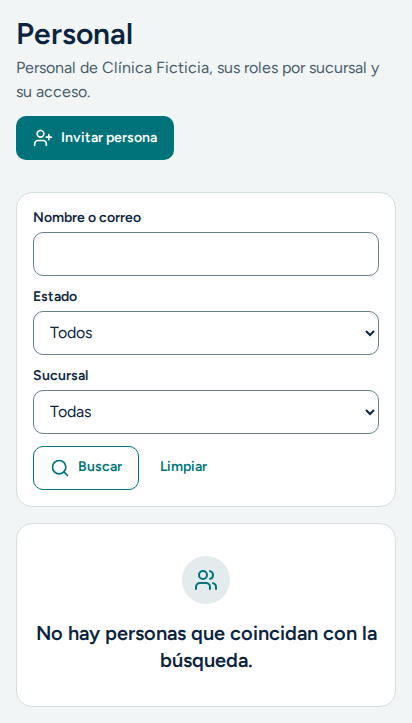 Personal
Personal de Clínica Ficticia, sus roles por sucursal y
su acceso.
Invitar persona
Nombre o correo
Estado
Todos
Sucursal
Todas
Buscar
Limpiar
No hay personas que coincidan con la
búsqueda.